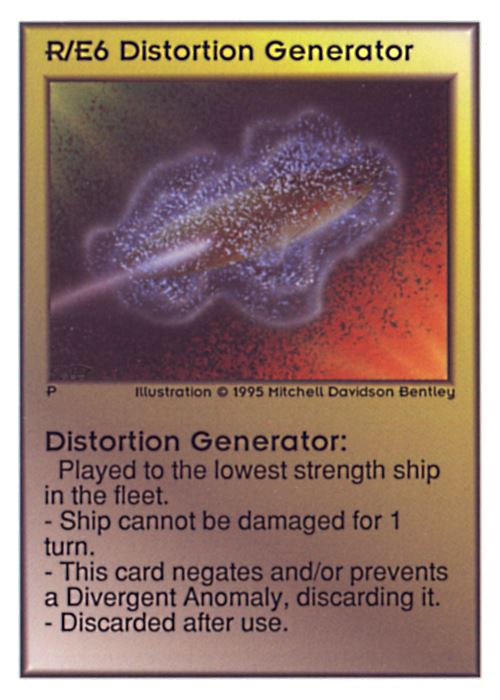 R/E6 Distortion Generator
P
Illustration © 1995 Mitchell Davidson Bentley
Distortion Generator:
Played to the lowest strength ship
in the fleet.
- Ship cannot be damaged for 1
turn.
- This card negates and/or prevents
a Divergent Anomaly, discarding it.
- Discarded after use.